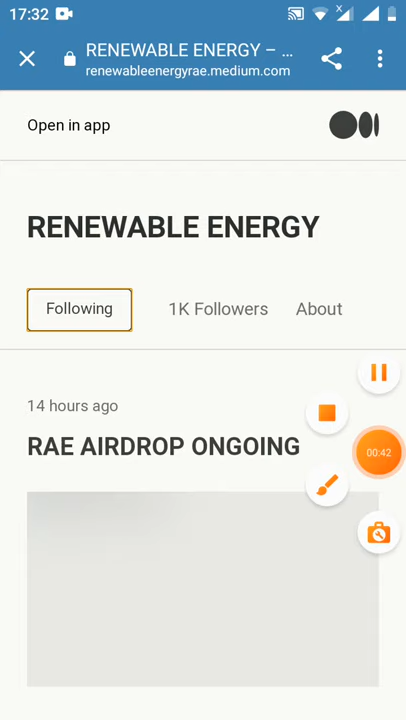 17:32
RENEWABLE ENERGY – ...
renewableenergyrae.medium.com
Open in app
RENEWABLE ENERGY
Following
1K Followers
About
14 hours ago
RAE AIRDROP ONGOING
00:42